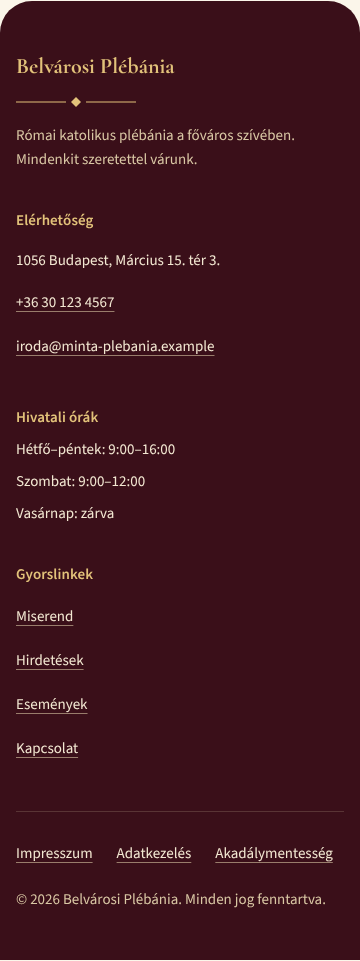 Belvárosi Plébánia
Római katolikus plébánia a főváros szívében.
Mindenkit szeretettel várunk.
Elérhetőség
1056 Budapest, Március 15. tér 3.
+36 30 123 4567
iroda@minta-plebania.example
Hivatali órák
Hétfő–péntek: 9:00–16:00
Szombat: 9:00–12:00
Vasárnap: zárva
Gyorslinkek
Miserend
Hirdetések
Események
Kapcsolat
Impresszum Adatkezelés Akadálymentesség
© 2026 Belvárosi Plébánia. Minden jog fenntartva.